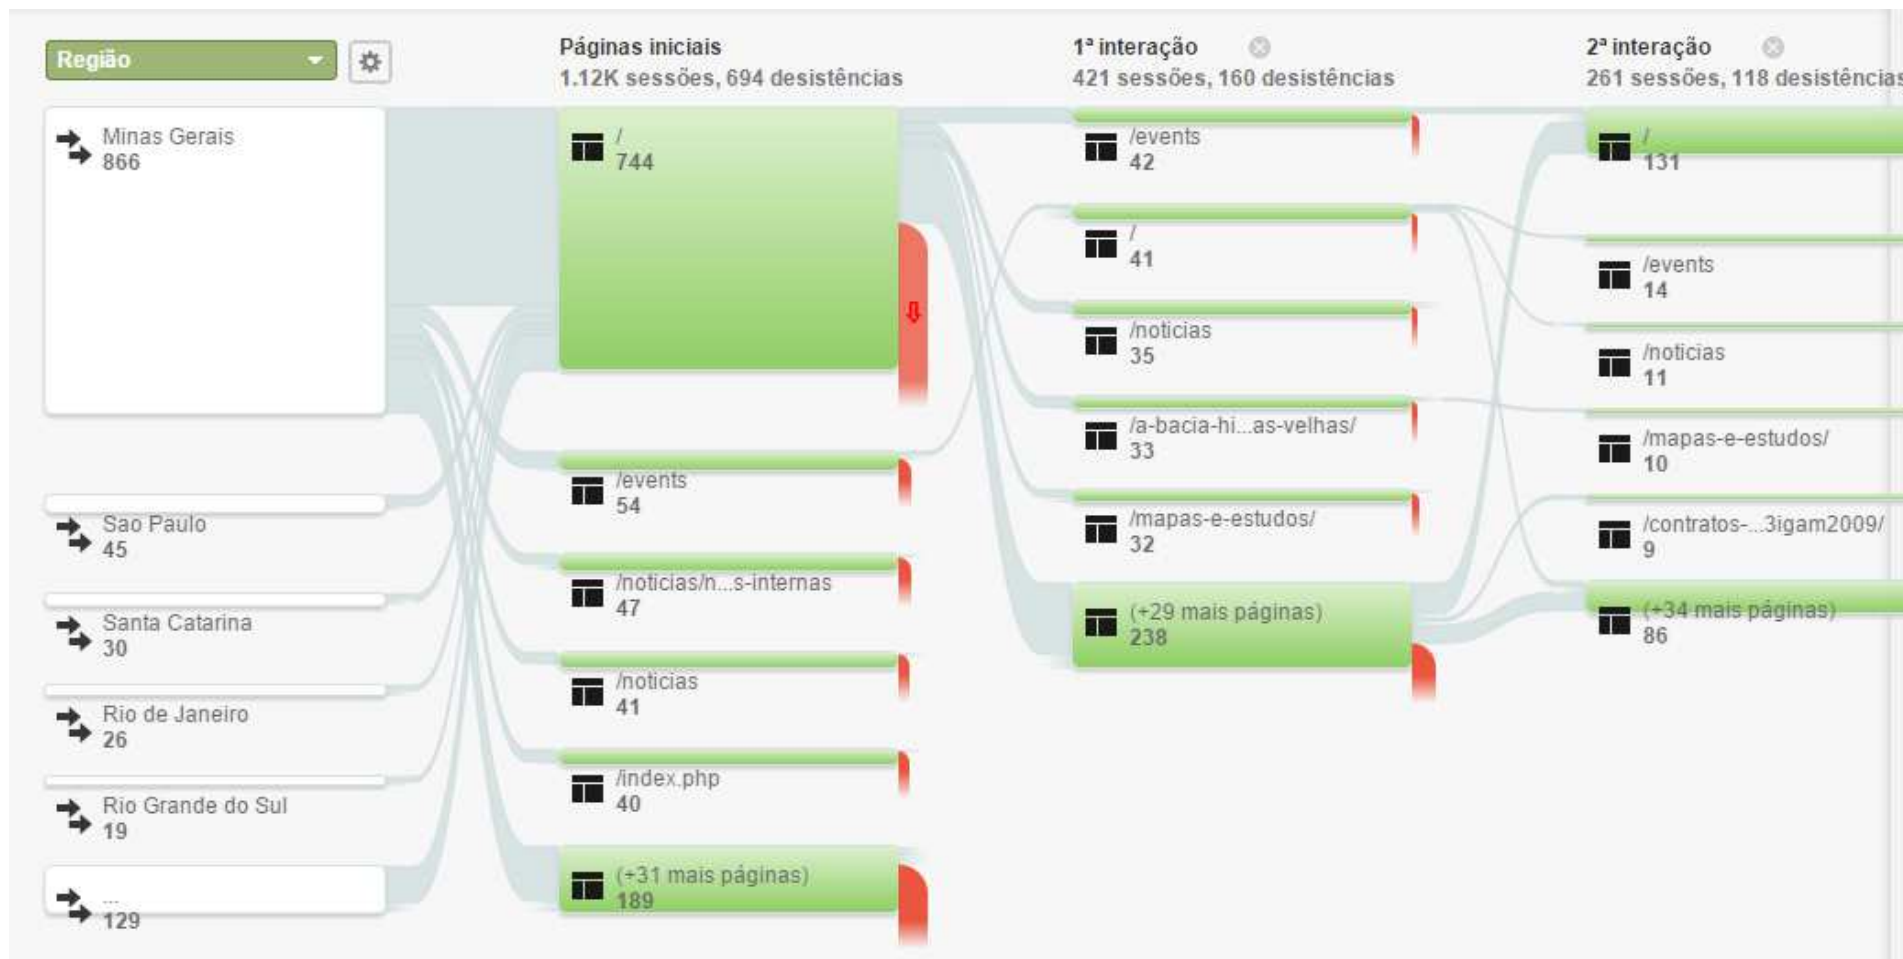 Região
Minas Gerais
866
Sao Paulo
45
Santa Catarina
30
Rio de Janeiro
26
Rio Grande do Sul
19
...
129
Páginas iniciais
1.12K sessões, 694 desistências
/
744
/events
54
/noticias/n...s-internas
47
/noticias
41
/index.php
40
(+31 mais páginas)
189
1ª interação
421 sessões, 160 desistências
/events
42
/
41
/noticias
35
/a-bacia-hi...as-velhas/
33
/mapas-e-estudos/
32
(+29 mais páginas)
238
2ª interação
261 sessões, 118 desistências
/
131
/events
14
/noticias
11
/mapas-e-estudos/
10
/contratos-...3igam2009/
9
(+34 mais páginas)
86